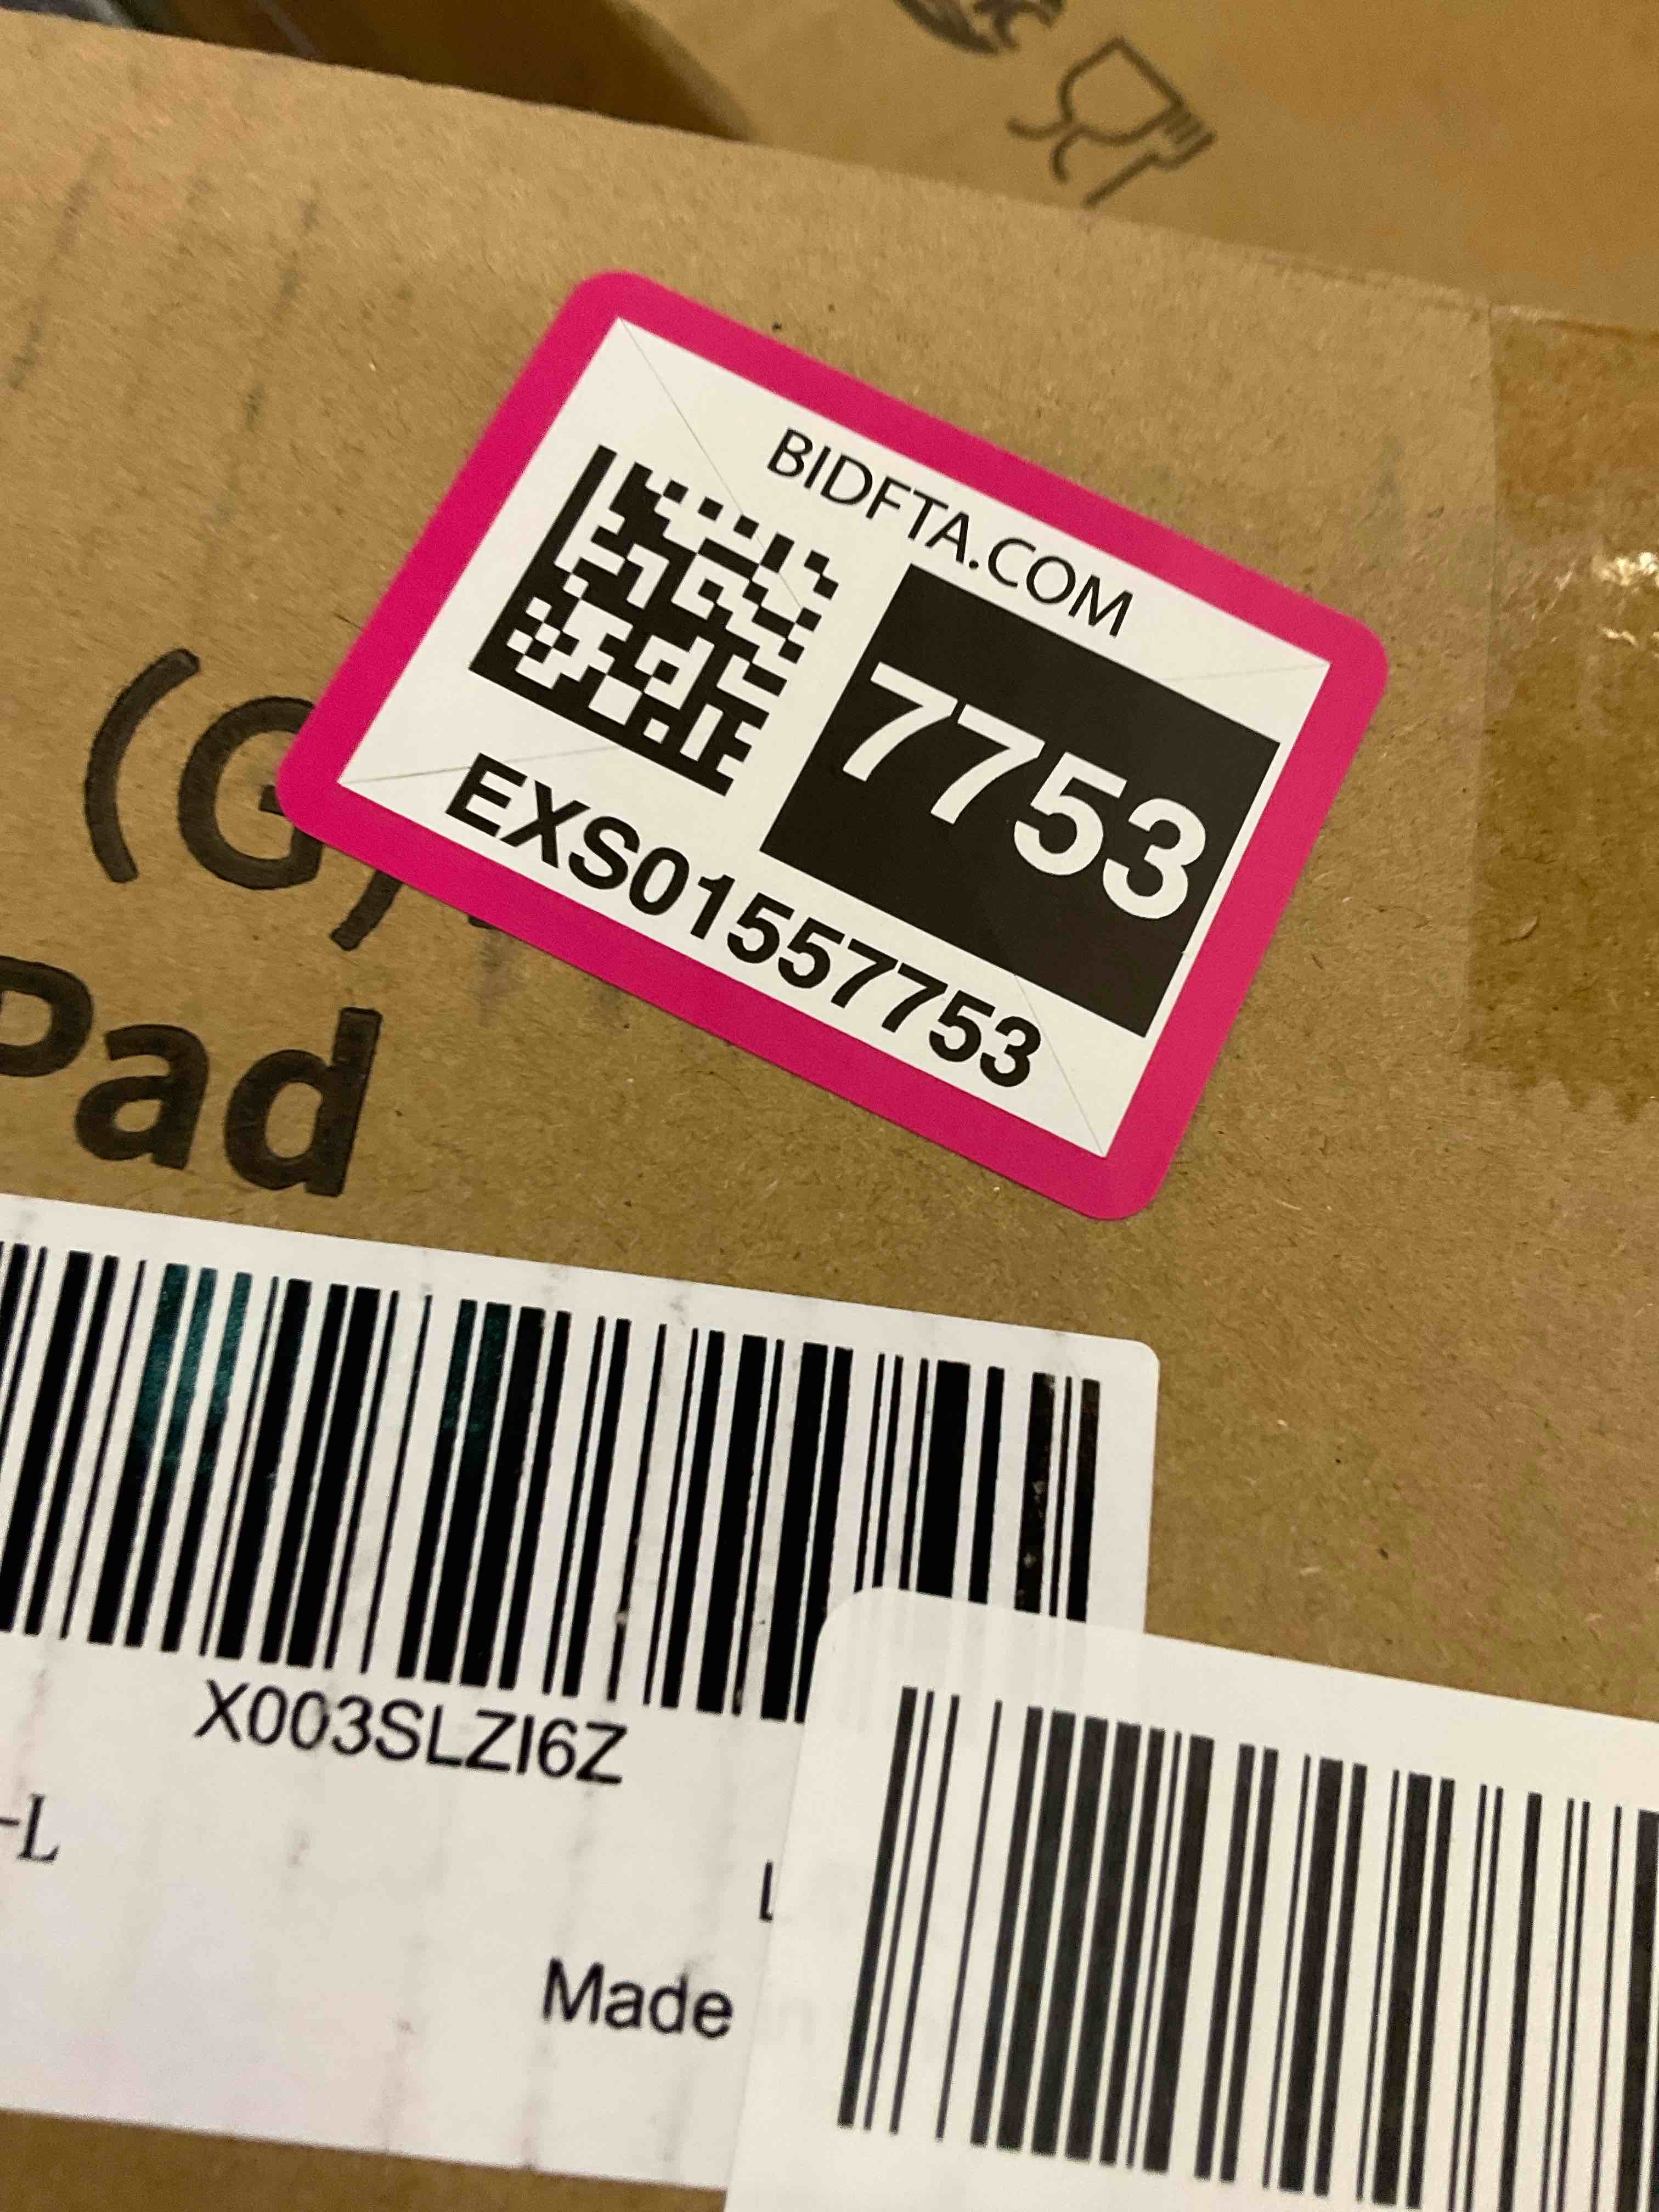 BIDFTA.COM
7753
EXS01557753
(G)
Pad
X003SLZI6Z
-L
L
Made